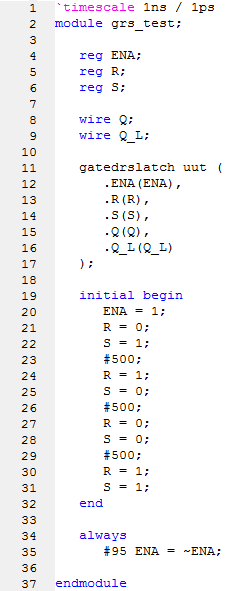 1 `timescale 1ns / 1ps
2 module grs_test;
3
4 reg ENA;
5 reg R;
6 reg S;
7
8 wire Q;
9 wire Q_L;
10
11 gatedrslatch uut (
12 .ENA(ENA),
13 .R(R),
14 .S(S),
15 .Q(Q),
16 .Q_L(Q_L)
17 );
18
19 initial begin
20 ENA = 1;
21 R = 0;
22 S = 1;
23 #500;
24 R = 1;
25 S = 0;
26 #500;
27 R = 0;
28 S = 0;
29 #500;
30 R = 1;
31 S = 1;
32 end
33
34 always
35 #95 ENA = ~ENA;
36
37 endmodule